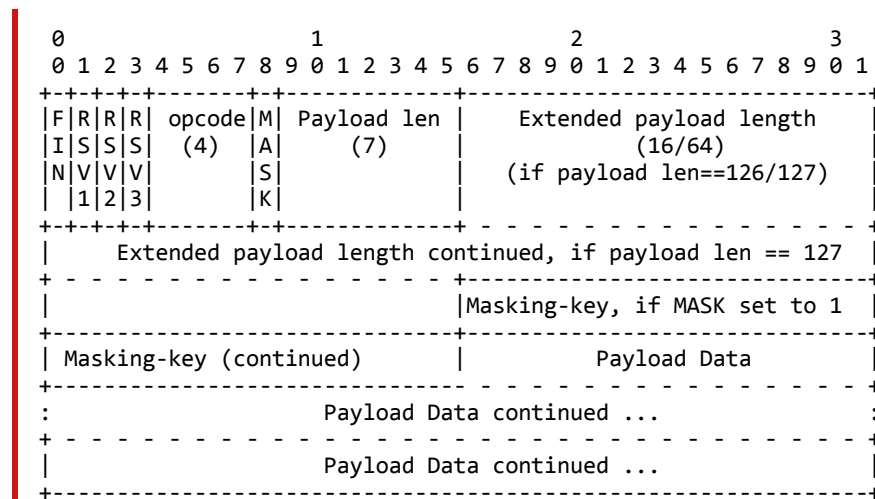 0                   1                   2                   3
 0 1 2 3 4 5 6 7 8 9 0 1 2 3 4 5 6 7 8 9 0 1 2 3 4 5 6 7 8 9 0 1
+-+-+-+-+-------+-+-------------+-------------------------------+
|F|R|R|R| opcode|M| Payload len |    Extended payload length    |
|I|S|S|S|  (4)  |A|     (7)     |             (16/64)           |
|N|V|V|V|       |S|             |   (if payload len==126/127)   |
| |1|2|3|       |K|             |                               |
+-+-+-+-+-------+-+-------------+ - - - - - - - - - - - - - - - +
|     Extended payload length continued, if payload len == 127  |
+ - - - - - - - - - - - - - - - +-------------------------------+
|                               |Masking-key, if MASK set to 1  |
+-------------------------------+-------------------------------+
| Masking-key (continued)       |          Payload Data         |
+-------------------------------- - - - - - - - - - - - - - - - +
:                     Payload Data continued ...                :
+ - - - - - - - - - - - - - - - - - - - - - - - - - - - - - - - +
|                     Payload Data continued ...                |
+---------------------------------------------------------------+